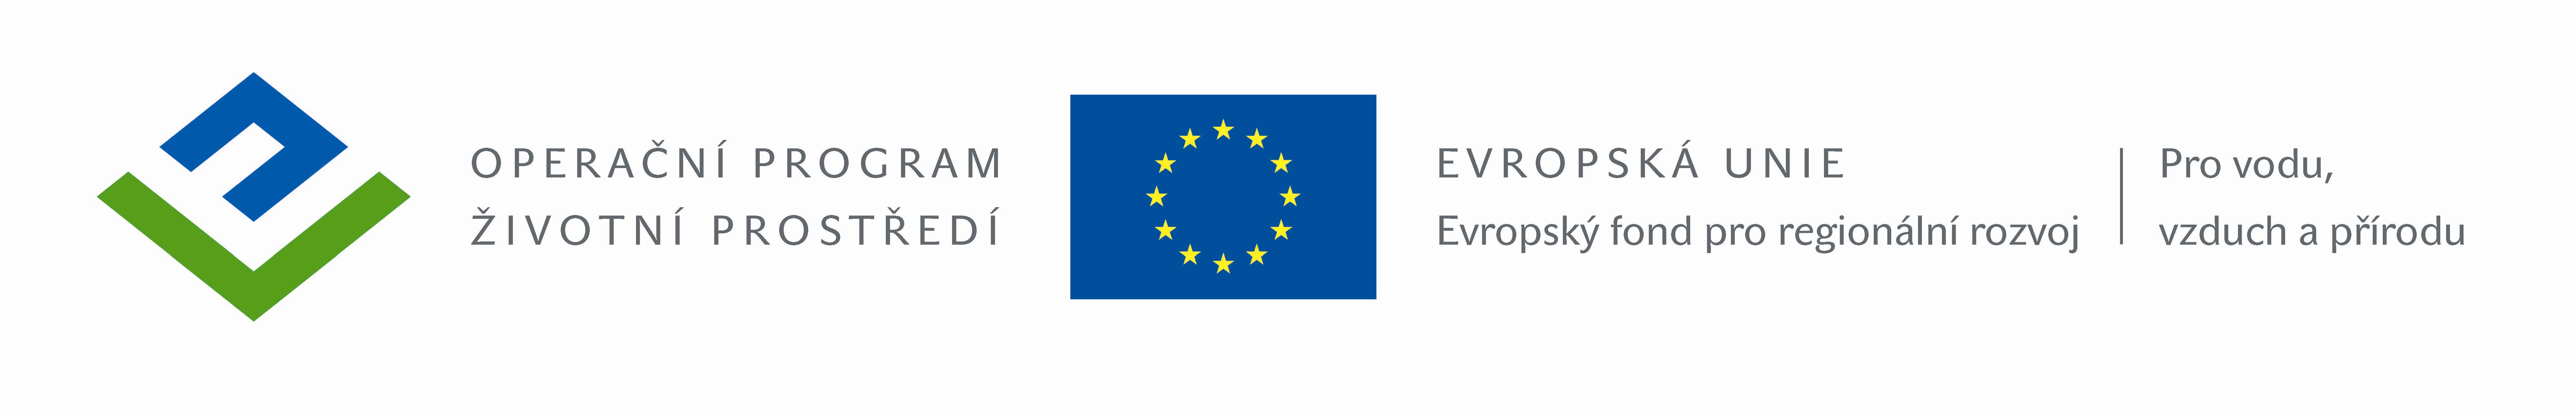 OPERAČNÍ PROGRAM
ŽIVOTNÍ PROSTŘEDÍ
EVROPSKÁ UNIE
Evropský fond pro regionální rozvoj
Pro vodu,
vzduch a přírodu